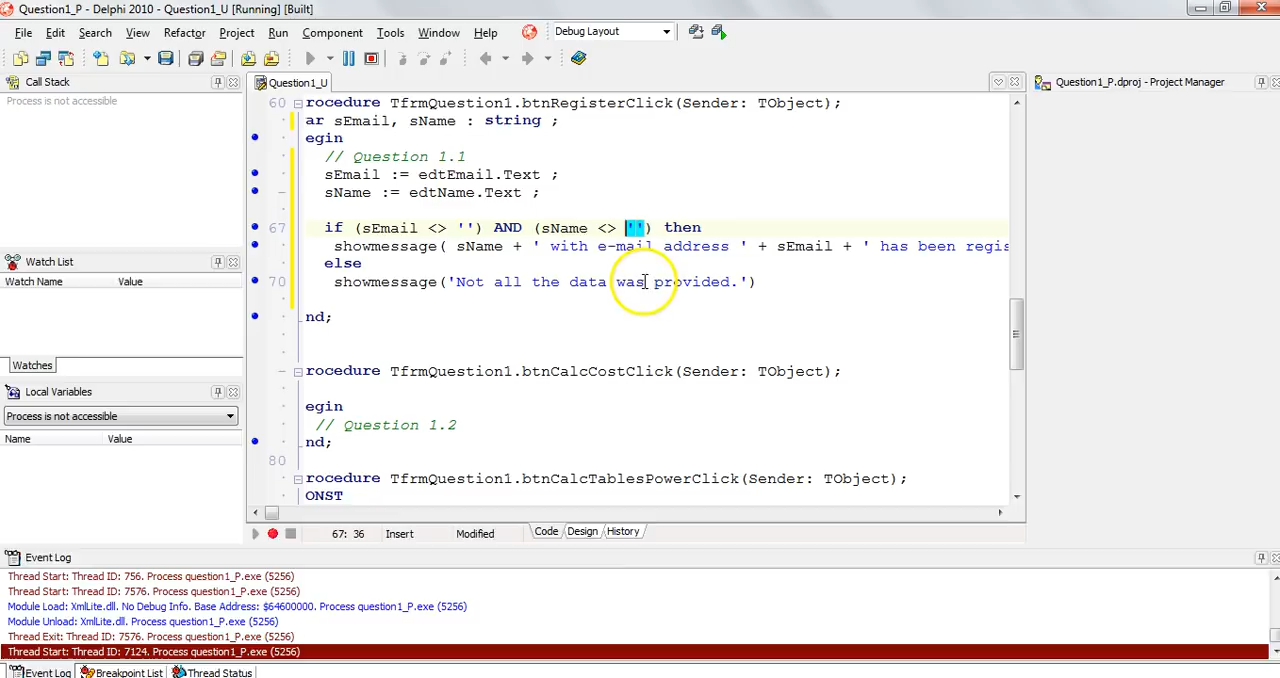 Question1_P - Delphi 2010 - Question1_U [Running] [Built]
File Edit Search View Refactor Project Run Component Tools Window Help Debug Layout
Call Stack
Process is not accessible
Watch List
Watch Name Value
Watches
Local Variables
Process is not accessible
Name Value
Question1_U
60 rocedure TfrmQuestion1.btnRegisterClick(Sender: TObject);
ar sEmail, sName : string ;
egin
// Question 1.1
sEmail := edtEmail.Text ;
sName := edtName.Text ;
67 if (sEmail <> '') AND (sName <> '') then
showmessage( sName + ' with e-mail address ' + sEmail + ' has been regis
else
70 showmessage('Not all the data was provided.')
nd;
rocedure TfrmQuestion1.btnCalcCostClick(Sender: TObject);
egin
// Question 1.2
nd;
80
rocedure TfrmQuestion1.btnCalcTablesPowerClick(Sender: TObject);
ONST
67: 36 Insert Modified Code Design History
Question1_P.dproj - Project Manager
Event Log
Thread Start: Thread ID: 756. Process question1_P.exe (5256)
Thread Start: Thread ID: 7576. Process question1_P.exe (5256)
Module Load: XmlLite.dll. No Debug Info. Base Address: $64600000. Process question1_P.exe (5256)
Module Unload: XmlLite.dll. Process question1_P.exe (5256)
Thread Exit: Thread ID: 7576. Process question1_P.exe (5256)
Thread Start: Thread ID: 7124. Process question1_P.exe (5256)
Event Log Breakpoint List Thread Status